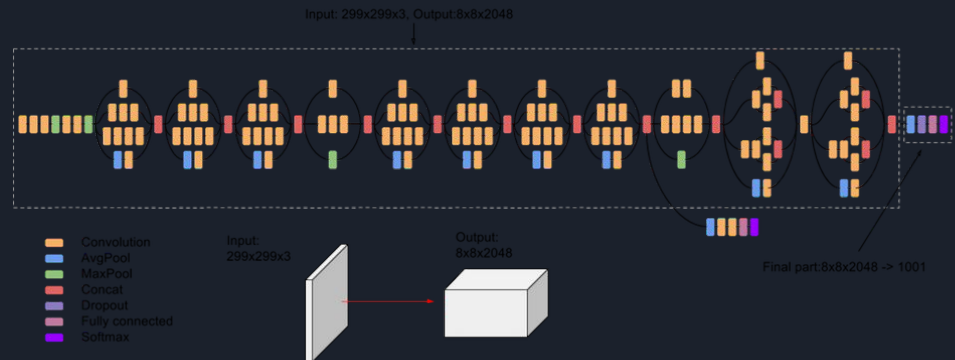 Input: 299x299x3, Output:8x8x2048
Convolution
AvgPool
MaxPool
Concat
Dropout
Fully connected
Softmax
Input:
299x299x3
Output:
8x8x2048
Final part:8x8x2048 -> 1001